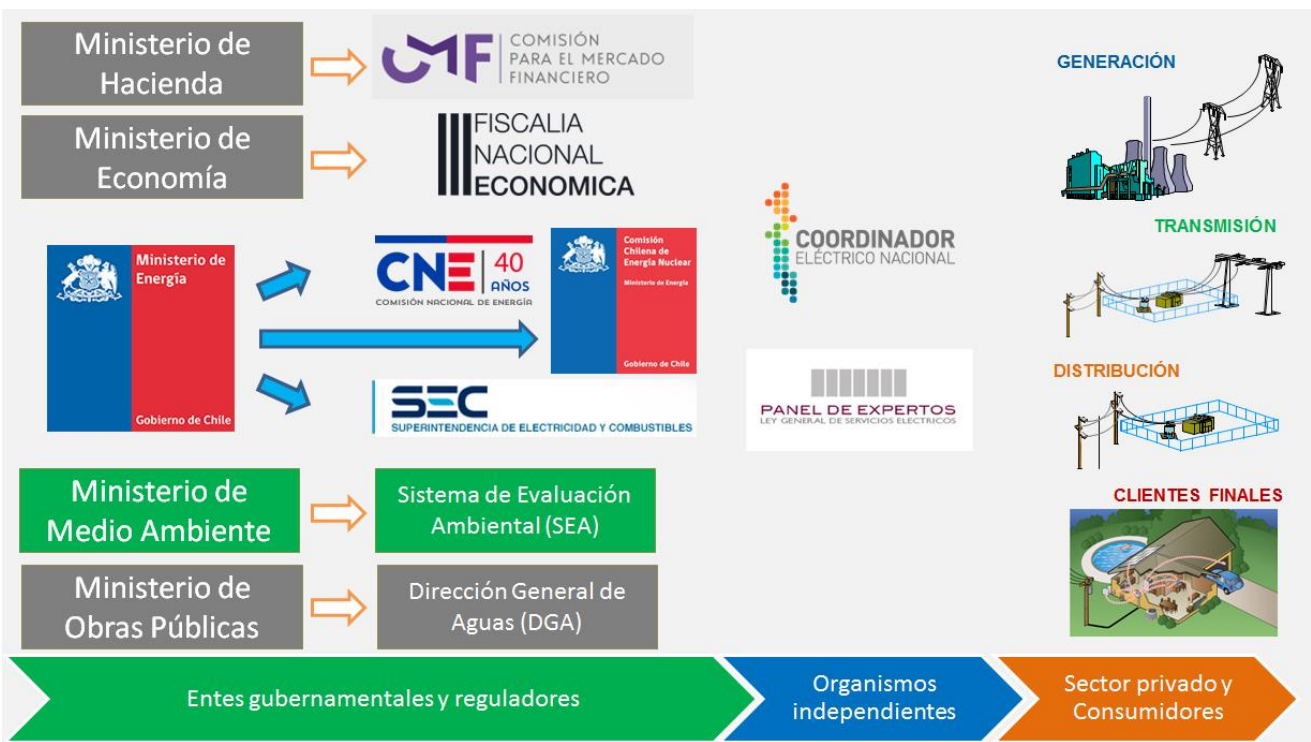 Ministerio de
Hacienda
CMF
COMISIÓN
PARA EL MERCADO
FINANCIERO
Ministerio de
Economía
FISCALIA
NACIONAL
ECONOMICA
Ministerio de
Energía
Gobierno de Chile
CNE
40
AÑOS
COMISIÓN NACIONAL DE ENERGÍA
Comisión
Chilena de
Energía Nuclear
Ministerio de Energía
Gobierno de Chile
SEC
SUPERINTENDENCIA DE ELECTRICIDAD Y COMBUSTIBLES
Ministerio de
Medio Ambiente
Sistema de Evaluación
Ambiental (SEA)
Ministerio de
Obras Públicas
Dirección General de
Aguas (DGA)
COORDINADOR
ELÉCTRICO NACIONAL
PANEL DE EXPERTOS
LEY GENERAL DE SERVICIOS ELECTRICOS
GENERACIÓN
TRANSMISIÓN
DISTRIBUCIÓN
CLIENTES FINALES
Entes gubernamentales y reguladores
Organismos
independientes
Sector privado y
Consumidores